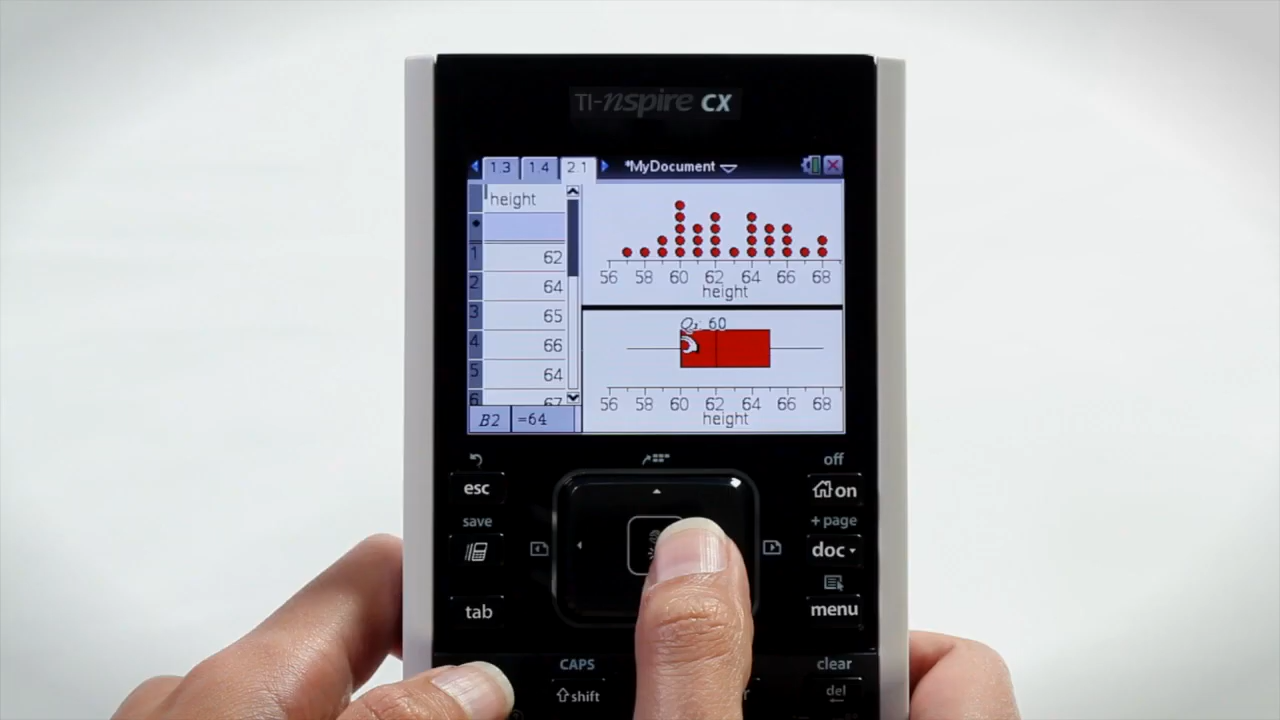 TI-nspire CX
1.3 1.4 2.1 *MyDocument
height
1 62
2 64
3 65
4 66
5 64
6 67
B2 =64
56 58 60 62 64 66 68
height
Q₁: 60
56 58 60 62 64 66 68
height
off
esc
on
save
+ page
doc
tab
menu
CAPS
clear
shift
del